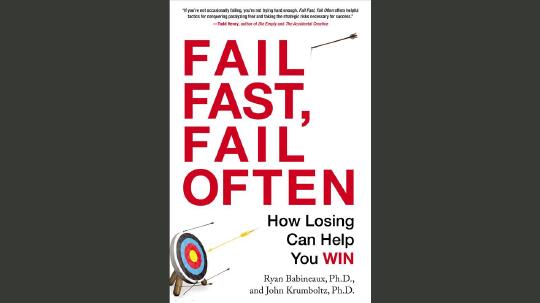 "If you're not occasionally failing, you're not trying hard enough. Fail Fast, Fail Often offers helpful
tactics for conquering paralyzing fear and taking the strategic risks necessary for success."
—Todd Henry, author of Die Empty and The Accidental Creative
FAIL
FAST,
FAIL
OFTEN
How Losing
Can Help
You WIN
Ryan Babineaux, Ph.D.,
and John Krumboltz, Ph.D.